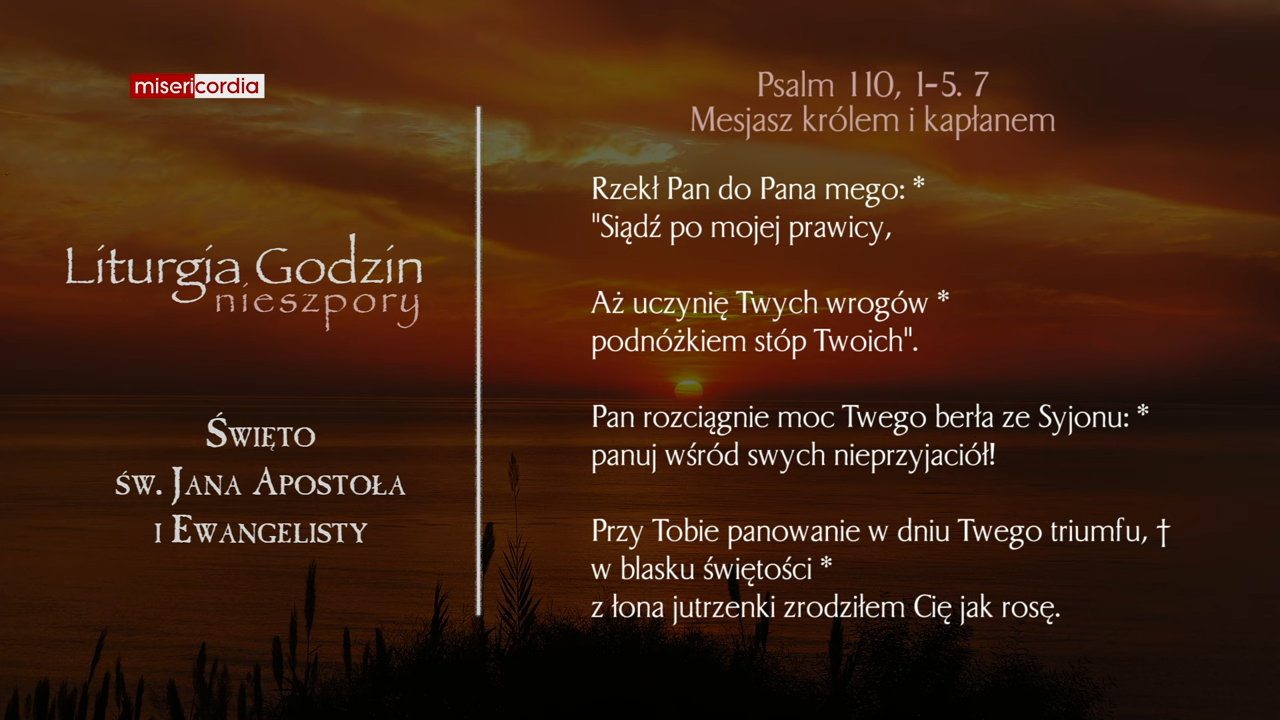 misericordia
Liturgia Godzin
nieszpory
Święto
św. Jana Apostoła
i Ewangelisty
Psalm 110, 1-5. 7
Mesjasz królem i kapłanem
Rzekł Pan do Pana mego: *
"Siądź po mojej prawicy,
Aż uczynię Twych wrogów *
podnóżkiem stóp Twoich".
Pan rozciągnie moc Twego berła ze Syjonu: *
panuj wśród swych nieprzyjaciół!
Przy Tobie panowanie w dniu Twego triumfu, †
w blasku świętości *
z łona jutrzenki zrodziłem Cię jak rosę.